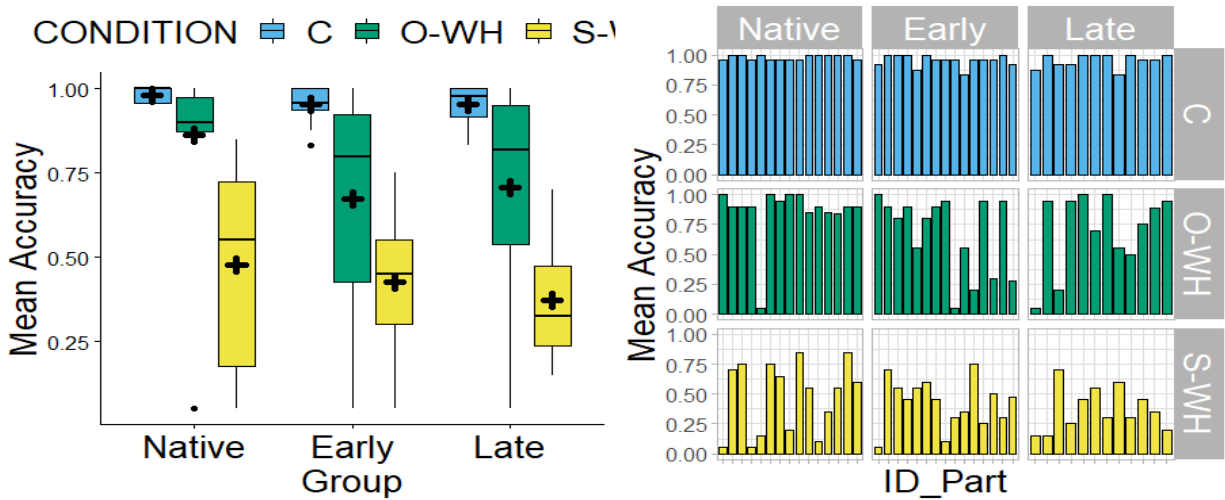 CONDITION C O-WH S-
Mean Accuracy
1.00
0.75
0.50
0.25
Native Early Late
Group
Native Early Late
Mean Accuracy
1.00
0.75
0.50
0.25
0.00
C
1.00
0.75
0.50
0.25
0.00
O-WH
1.00
0.75
0.50
0.25
0.00
S-WH
ID_Part